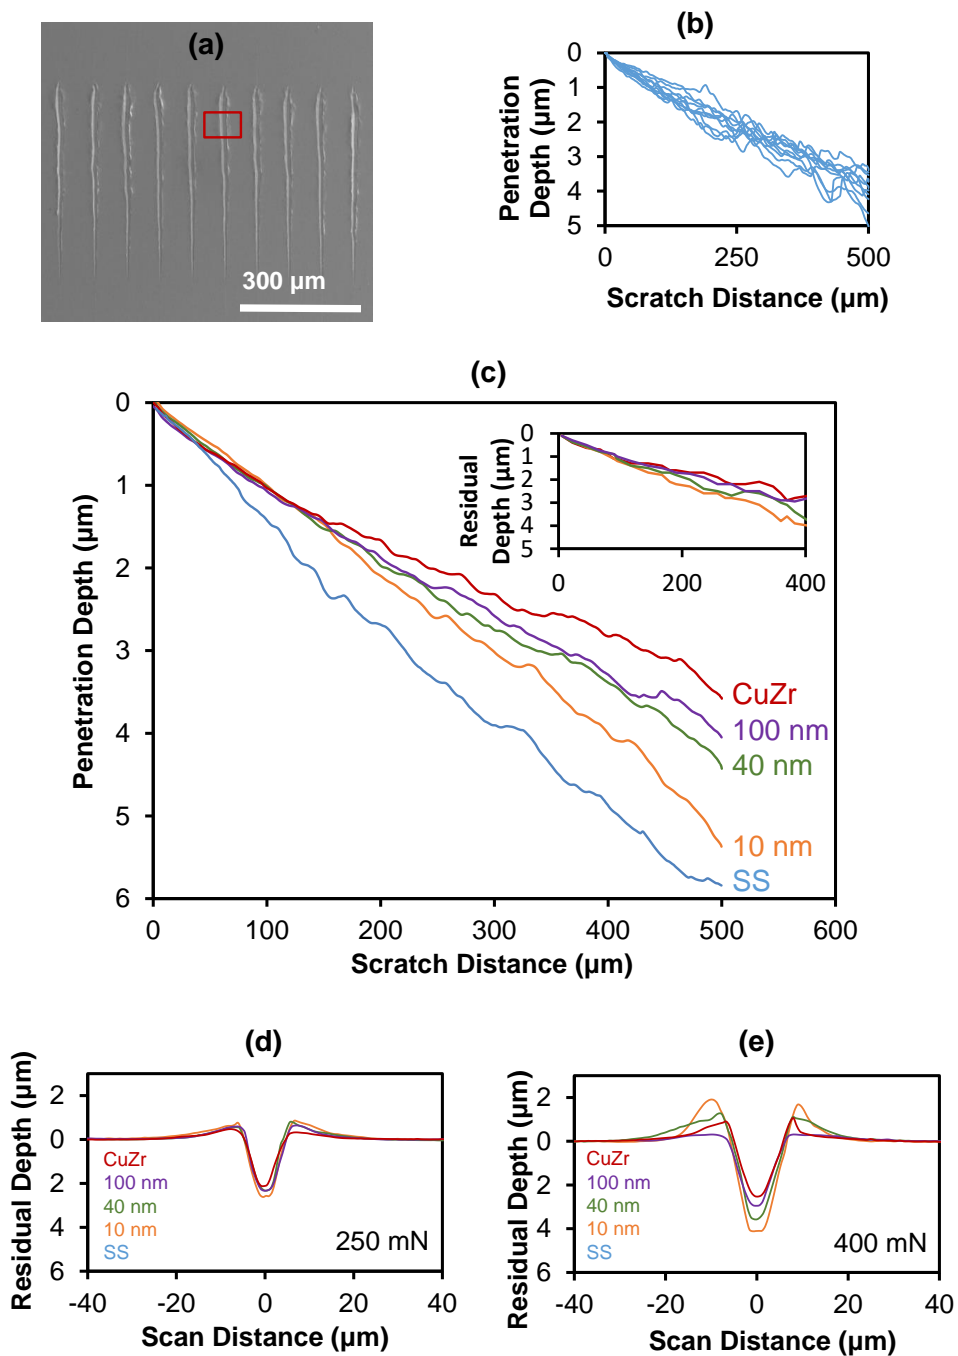 (a)
300 µm
(b)
Penetration
Depth (µm)
0
1
2
3
4
5
0
250
500
Scratch Distance (µm)
(c)
Penetration Depth (µm)
0
1
2
3
4
5
6
0
100
200
300
400
500
600
Scratch Distance (µm)
CuZr
100 nm
40 nm
10 nm
SS
Residual
Depth (µm)
0
1
2
3
4
5
0
200
400
(d)
Residual Depth (µm)
2
0
2
4
6
CuZr
100 nm
40 nm
10 nm
SS
250 mN
-40
-20
0
20
40
Scan Distance (µm)
(e)
Residual Depth (µm)
2
0
2
4
6
CuZr
100 nm
40 nm
10 nm
SS
400 mN
-40
-20
0
20
40
Scan Distance (µm)